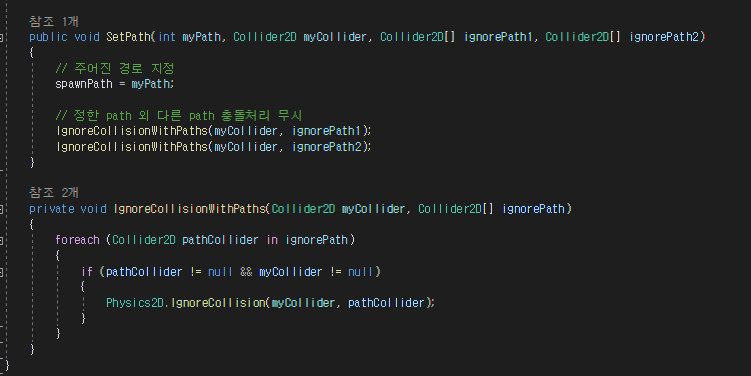 참조 1개
public void SetPath(int myPath, Collider2D myCollider, Collider2D[] ignorePath1, Collider2D[] ignorePath2)
{
// 주어진 경로 지정
spawnPath = myPath;
// 정한 path 외 다른 path 충돌처리 무시
IgnoreCollisionWithPaths(myCollider, ignorePath1);
IgnoreCollisionWithPaths(myCollider, ignorePath2);
}
참조 2개
private void IgnoreCollisionWithPaths(Collider2D myCollider, Collider2D[] ignorePath)
{
foreach (Collider2D pathCollider in ignorePath)
{
if (pathCollider != null && myCollider != null)
{
Physics2D.IgnoreCollision(myCollider, pathCollider);
}
}
}
}